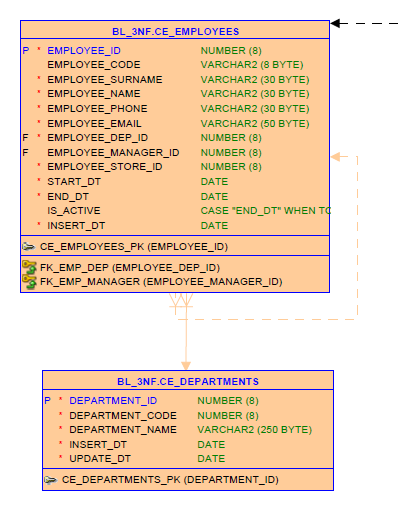 BL_3NF.CE_EMPLOYEES
P * EMPLOYEE_ID NUMBER (8)
EMPLOYEE_CODE VARCHAR2 (8 BYTE)
* EMPLOYEE_SURNAME VARCHAR2 (30 BYTE)
* EMPLOYEE_NAME VARCHAR2 (30 BYTE)
* EMPLOYEE_PHONE VARCHAR2 (30 BYTE)
* EMPLOYEE_EMAIL VARCHAR2 (50 BYTE)
F * EMPLOYEE_DEP_ID NUMBER (8)
F EMPLOYEE_MANAGER_ID NUMBER (8)
* EMPLOYEE_STORE_ID NUMBER (8)
* START_DT DATE
* END_DT DATE
IS_ACTIVE CASE "END_DT" WHEN TO
* INSERT_DT DATE
CE_EMPLOYEES_PK (EMPLOYEE_ID)
FK_EMP_DEP (EMPLOYEE_DEP_ID)
FK_EMP_MANAGER (EMPLOYEE_MANAGER_ID)
BL_3NF.CE_DEPARTMENTS
P * DEPARTMENT_ID NUMBER (8)
* DEPARTMENT_CODE NUMBER (8)
* DEPARTMENT_NAME VARCHAR2 (250 BYTE)
* INSERT_DT DATE
* UPDATE_DT DATE
CE_DEPARTMENTS_PK (DEPARTMENT_ID)